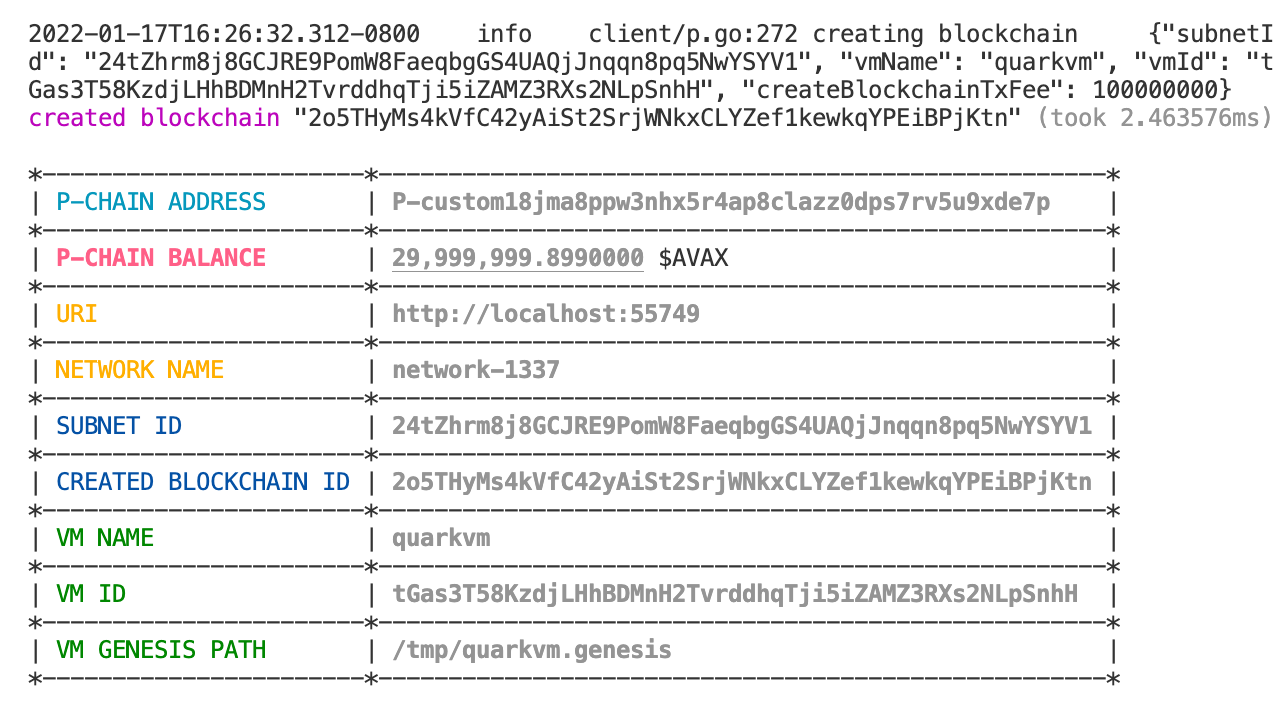 2022-01-17T16:26:32.312-0800    info    client/p.go:272 creating blockchain     {"subnetI
d": "24tZhrm8j8GCJRE9PomW8FaeqbgGS4UAQjJnqqn8pq5NwYSYV1", "vmName": "quarkvm", "vmId": "t
Gas3T58KzdjLHhBDMnH2TvrddhqTji5iZAMZ3RXs2NLpSnhH", "createBlockchainTxFee": 100000000}
created blockchain "2o5THyMs4kVfC42yAiSt2SrjWNkxCLYZef1kewkqYPEiBPjKtn" (took 2.463576ms)
*-----------------------*----------------------------------------------------*
| P-CHAIN ADDRESS       | P-custom18jma8ppw3nhx5r4ap8clazz0dps7rv5u9xde7p    |
*-----------------------*----------------------------------------------------*
| P-CHAIN BALANCE       | 29,999,999.8990000 $AVAX                           |
*-----------------------*----------------------------------------------------*
| URI                   | http://localhost:55749                             |
*-----------------------*----------------------------------------------------*
| NETWORK NAME          | network-1337                                       |
*-----------------------*----------------------------------------------------*
| SUBNET ID             | 24tZhrm8j8GCJRE9PomW8FaeqbgGS4UAQjJnqqn8pq5NwYSYV1 |
*-----------------------*----------------------------------------------------*
| CREATED BLOCKCHAIN ID | 2o5THyMs4kVfC42yAiSt2SrjWNkxCLYZef1kewkqYPEiBPjKtn |
*-----------------------*----------------------------------------------------*
| VM NAME               | quarkvm                                            |
*-----------------------*----------------------------------------------------*
| VM ID                 | tGas3T58KzdjLHhBDMnH2TvrddhqTji5iZAMZ3RXs2NLpSnhH  |
*-----------------------*----------------------------------------------------*
| VM GENESIS PATH       | /tmp/quarkvm.genesis                               |
*-----------------------*----------------------------------------------------*